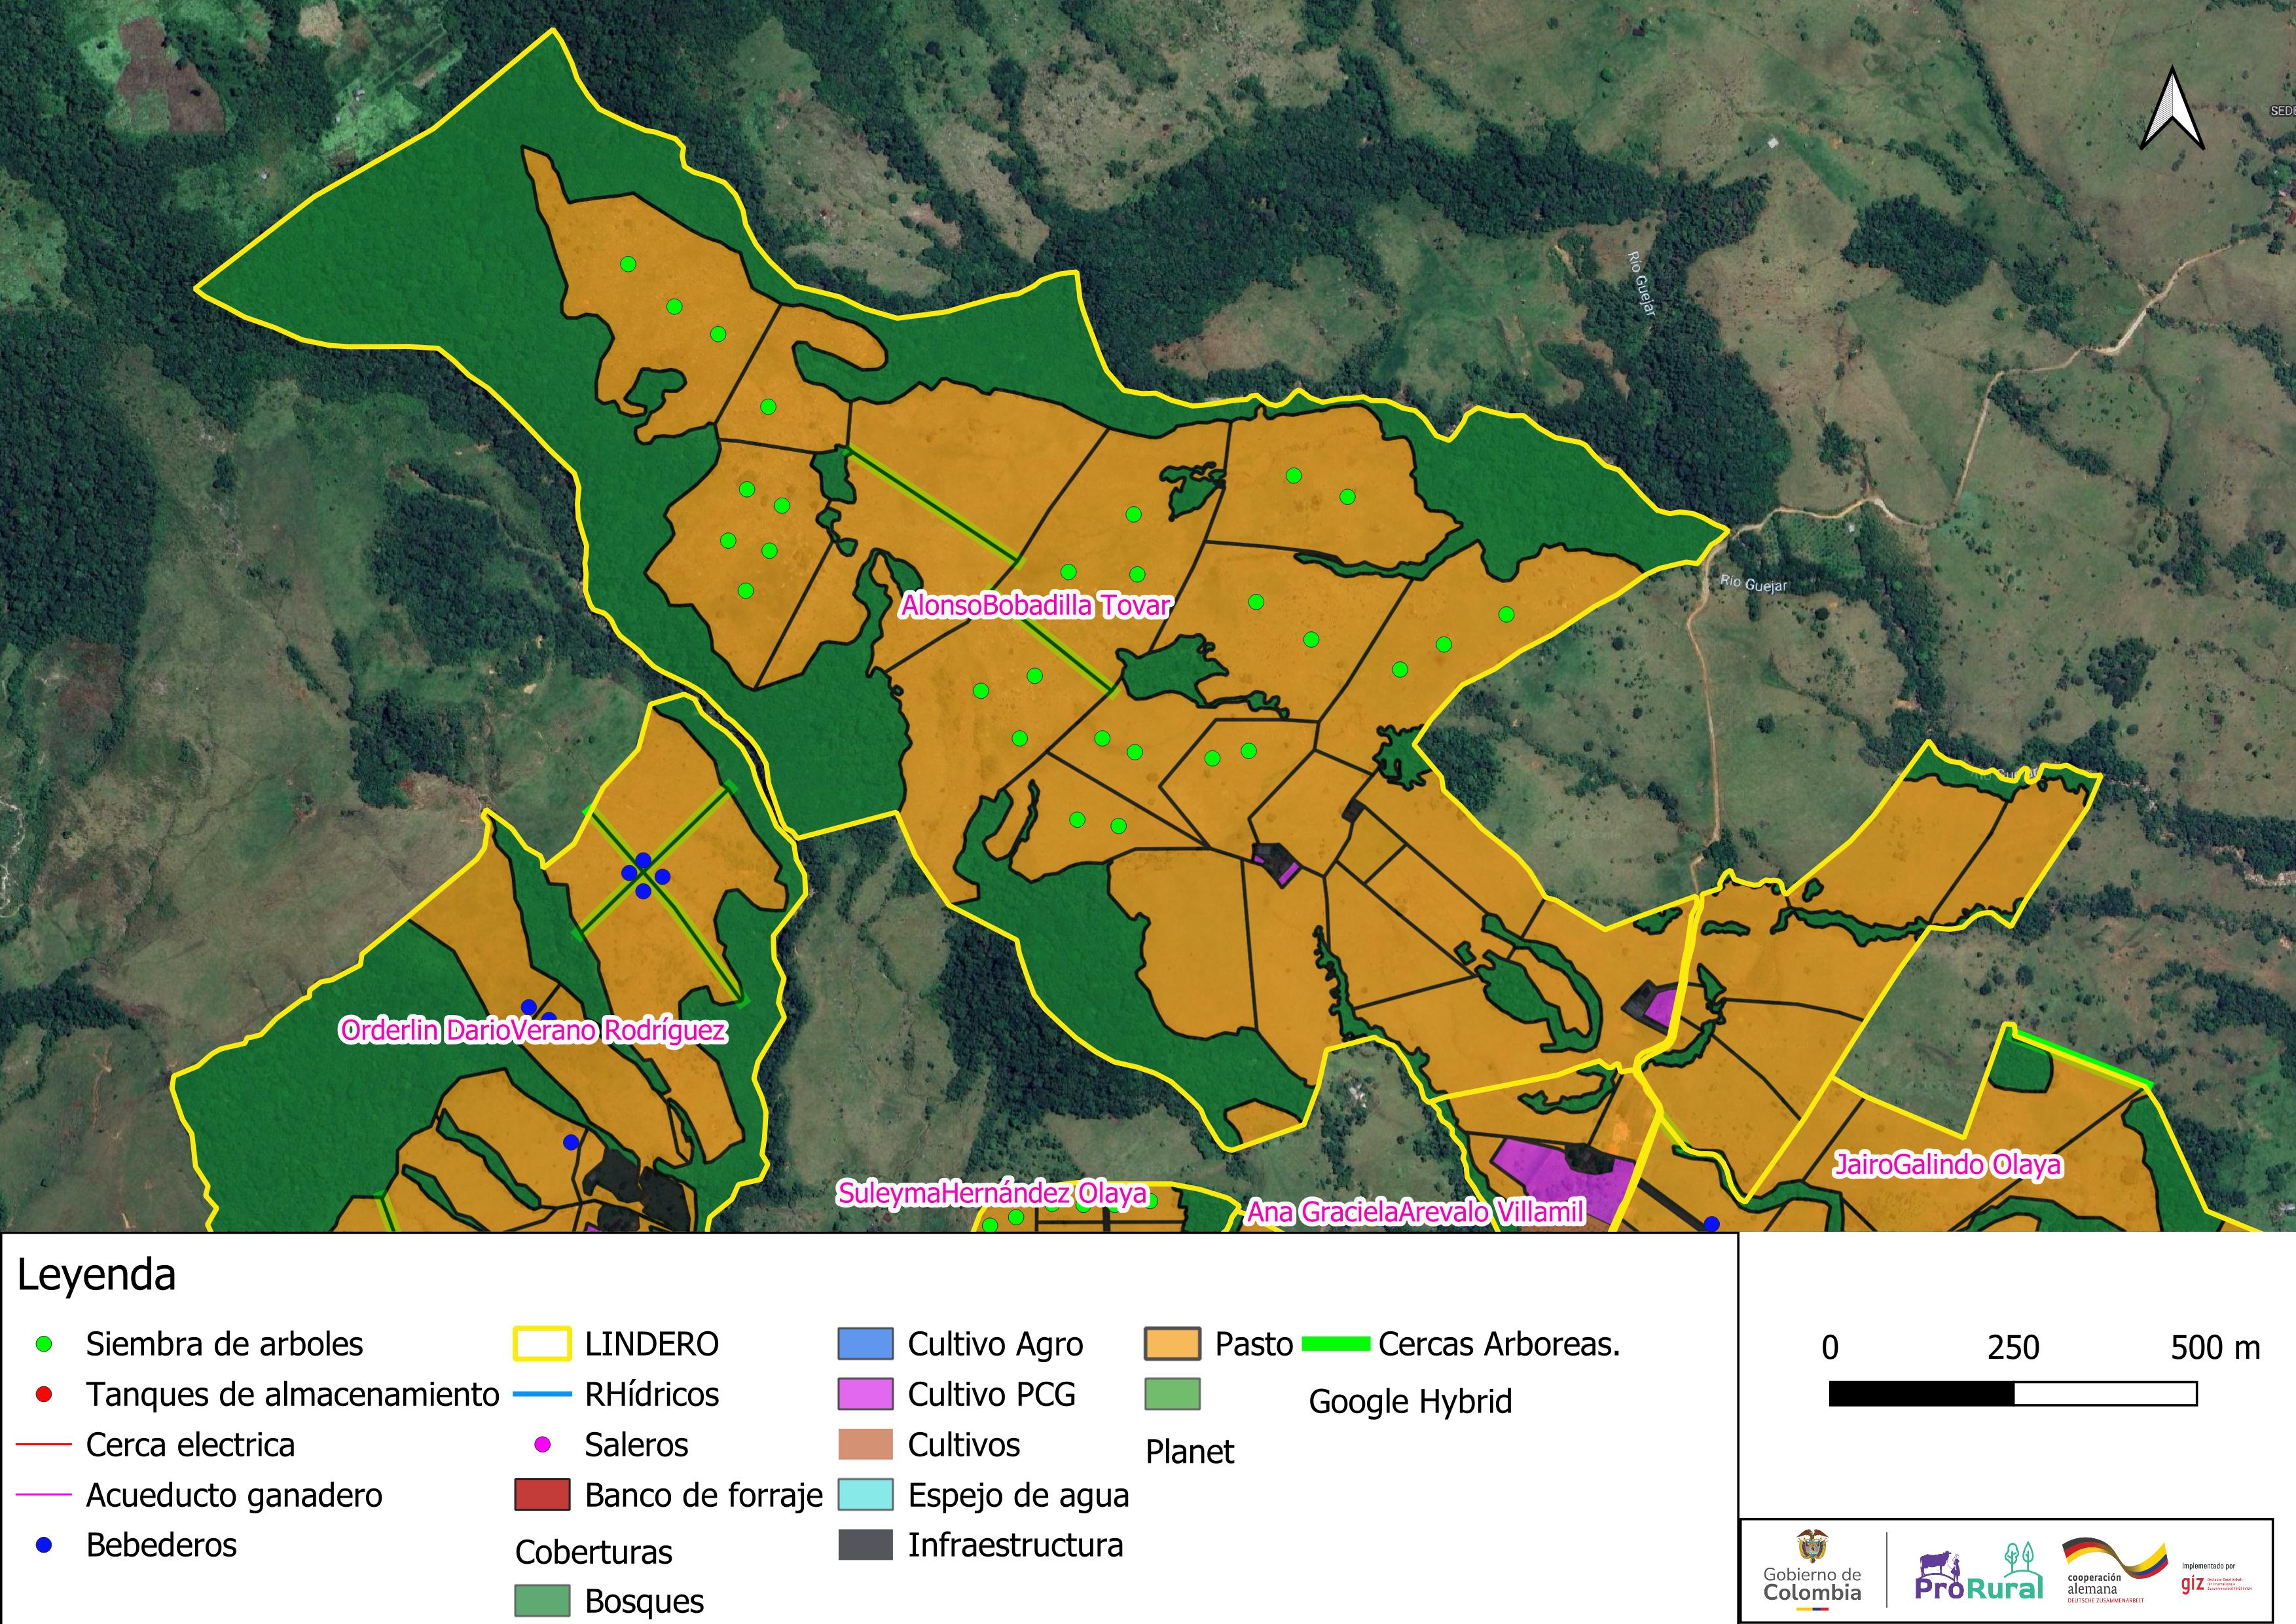 SEDE
Río Guejar
Río Guejar
AlonsoBobadilla Tovar
Orderlin DarioVerano Rodríguez
JairoGalindo Olaya
SuleymaHernández Olaya
Ana GracielaArevalo Villamil
Leyenda
Siembra de arboles
Tanques de almacenamiento
Cerca electrica
Acueducto ganadero
Bebederos
LINDERO
RHídricos
Saleros
Banco de forraje
Coberturas
Bosques
Cultivo Agro
Cultivo PCG
Cultivos
Espejo de agua
Infraestructura
Pasto
Planet
Cercas Arboreas.
Google Hybrid
0 250 500 m
Gobierno de
Colombia
ProRural
cooperación
alemana
DEUTSCHE ZUSAMMENARBEIT
Implementado por
giz